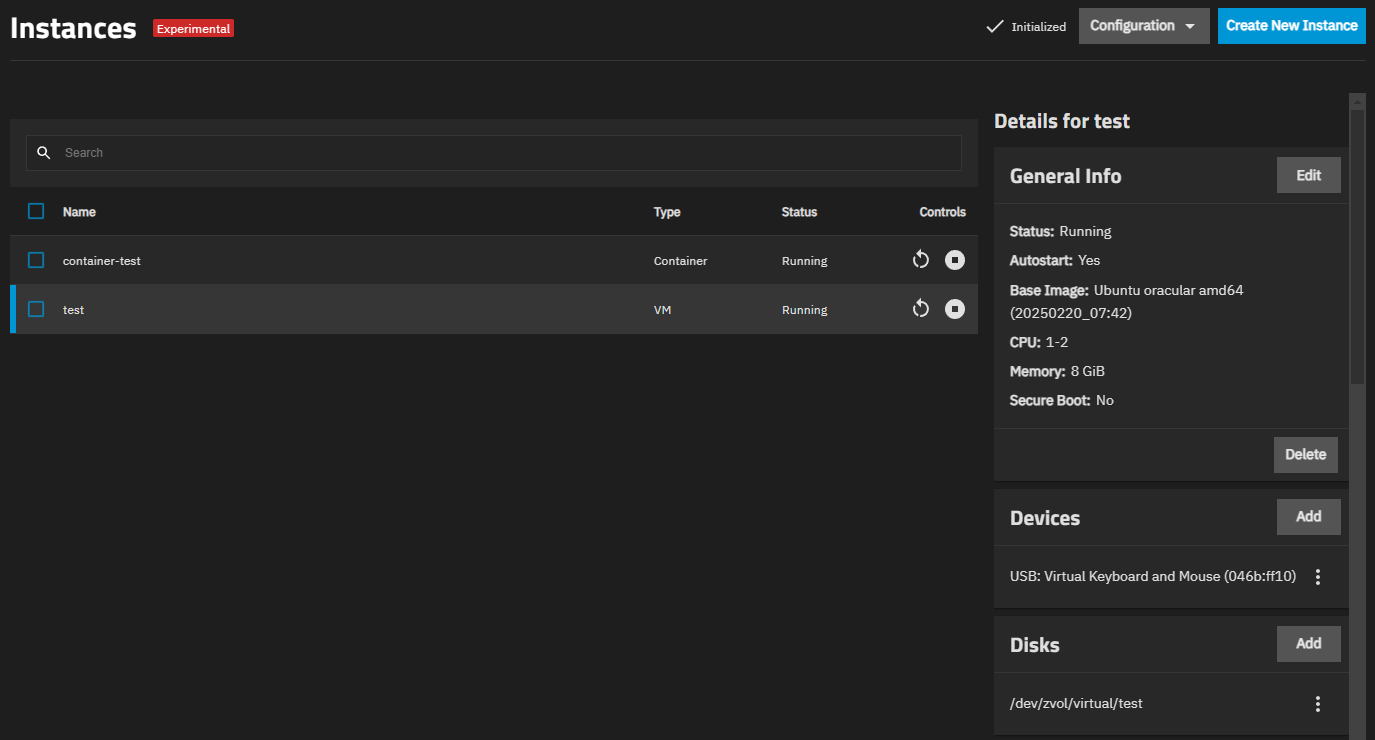 Instances Experimental Initialized Configuration Create New Instance
Search
Name Type Status Controls
container-test Container Running
test VM Running
Details for test
General Info Edit
Status: Running
Autostart: Yes
Base Image: Ubuntu oracular amd64
(20250220_07:42)
CPU: 1-2
Memory: 8 GiB
Secure Boot: No
Delete
Devices Add
USB: Virtual Keyboard and Mouse (046b:ff10)
Disks Add
/dev/zvol/virtual/test